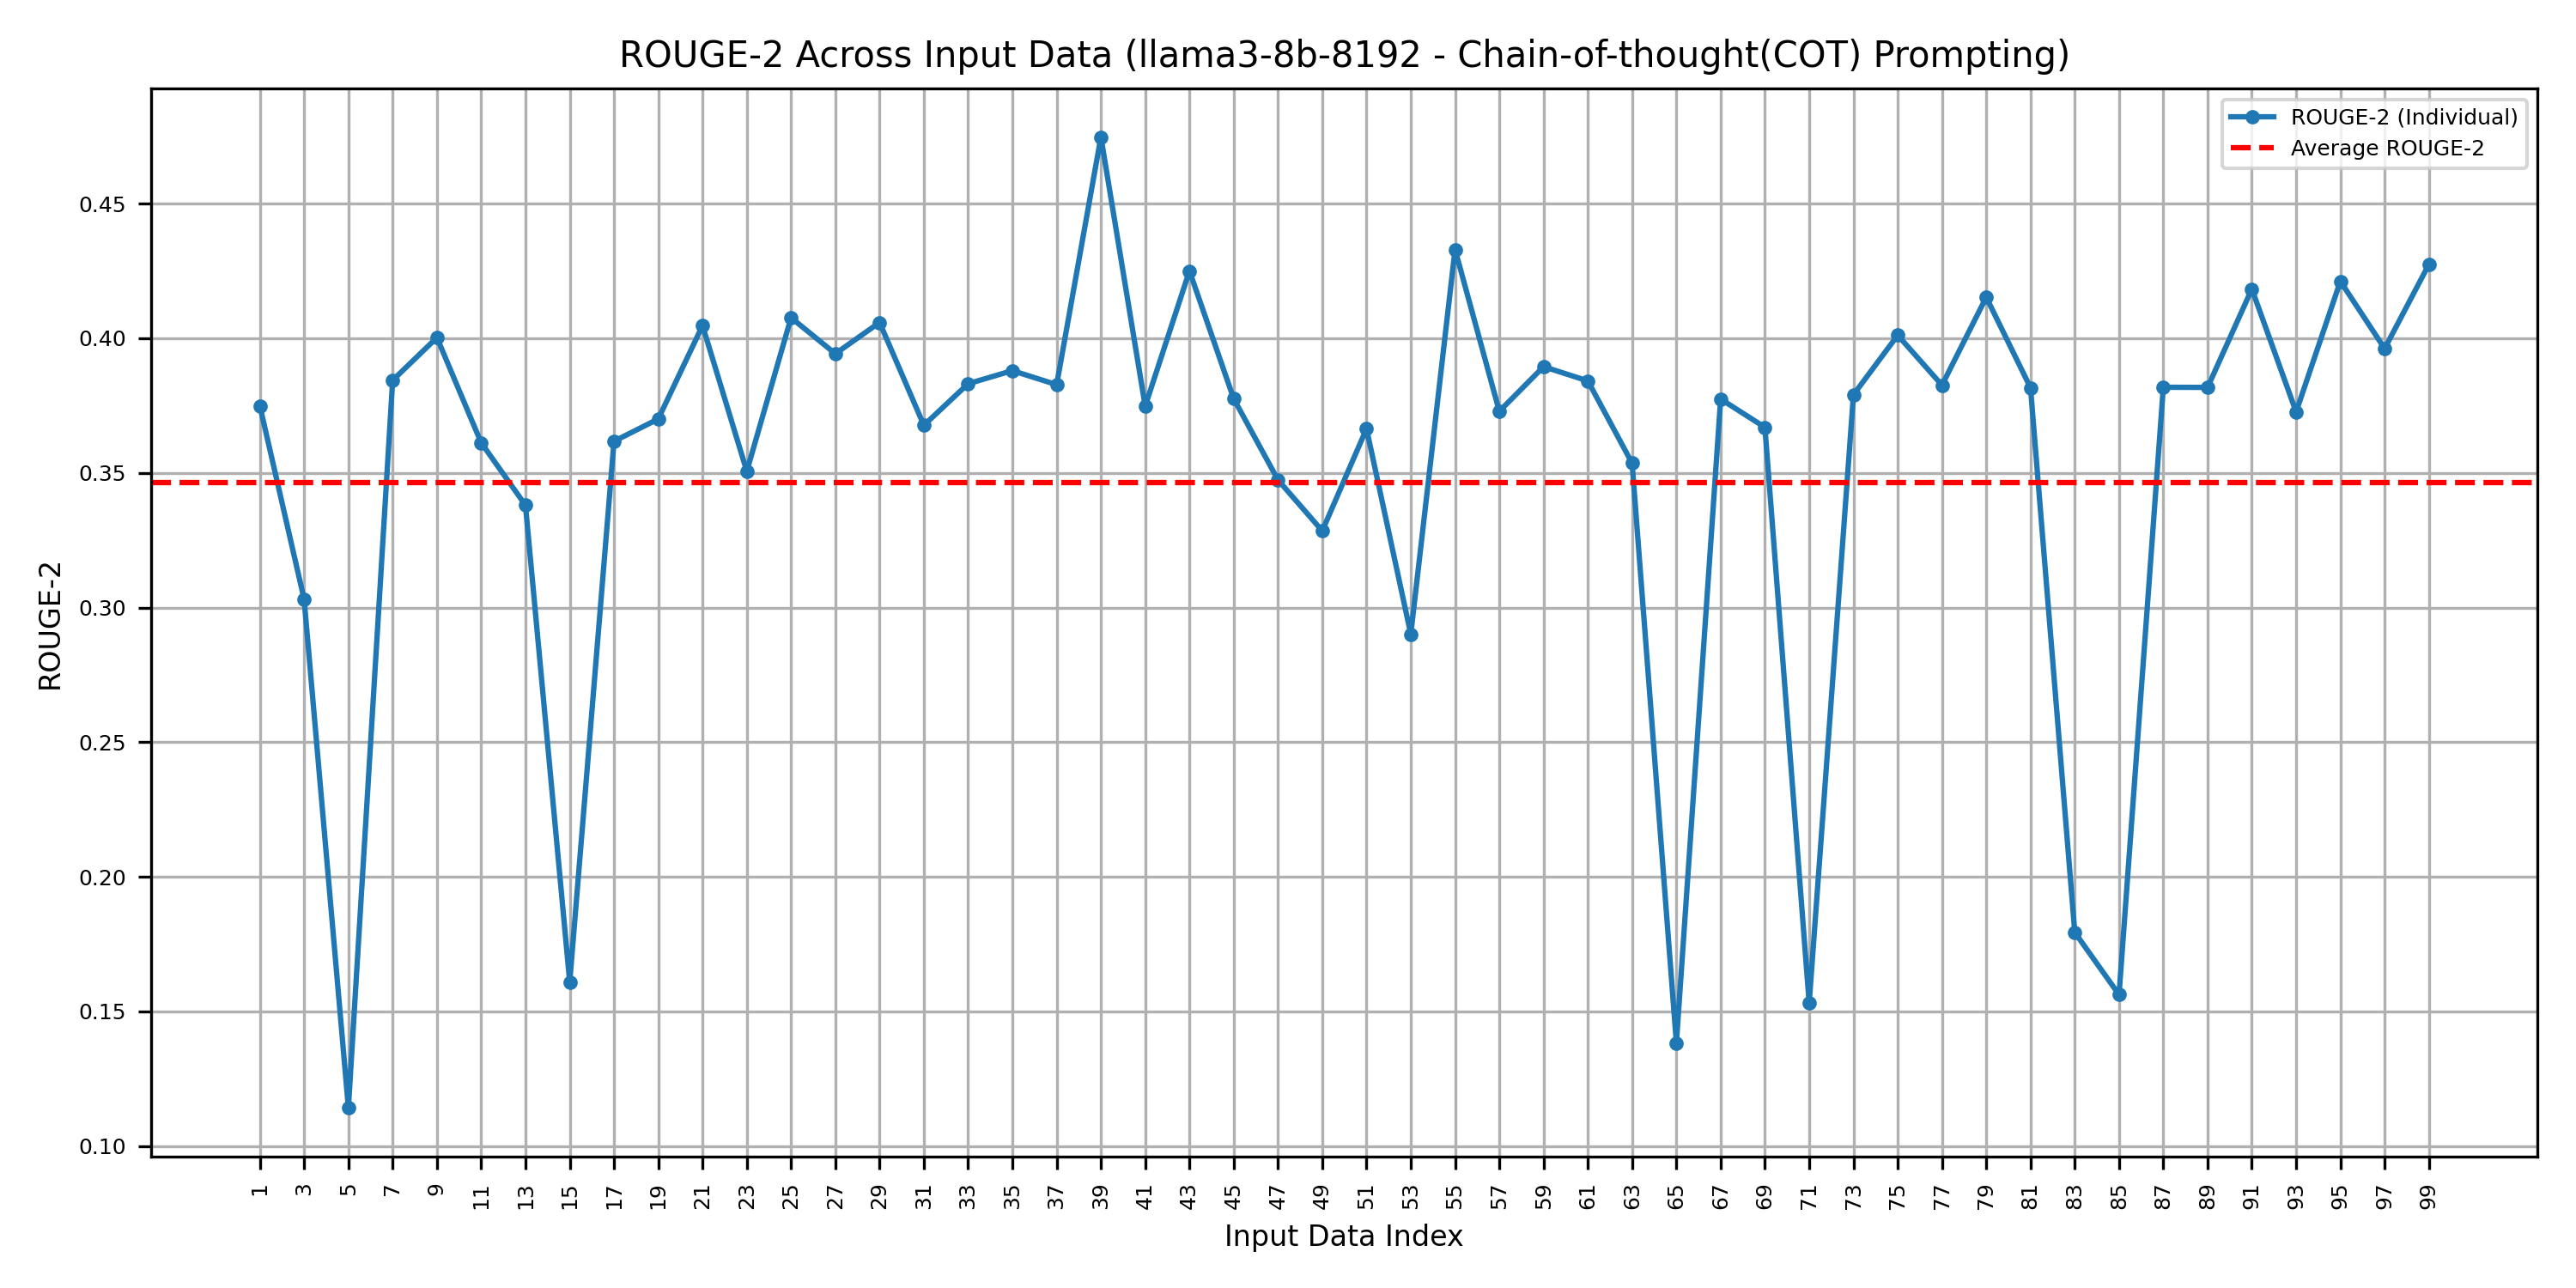 ROUGE-2 Across Input Data (llama3-8b-8192 - Chain-of-thought(COT) Prompting)
ROUGE-2 (Individual)
Average ROUGE-2
ROUGE-2
0.45
0.40
0.35
0.30
0.25
0.20
0.15
0.10
1 3 5 7 9 11 13 15 17 19 21 23 25 27 29 31 33 35 37 39 41 43 45 47 49 51 53 55 57 59 61 63 65 67 69 71 73 75 77 79 81 83 85 87 89 91 93 95 97 99
Input Data Index